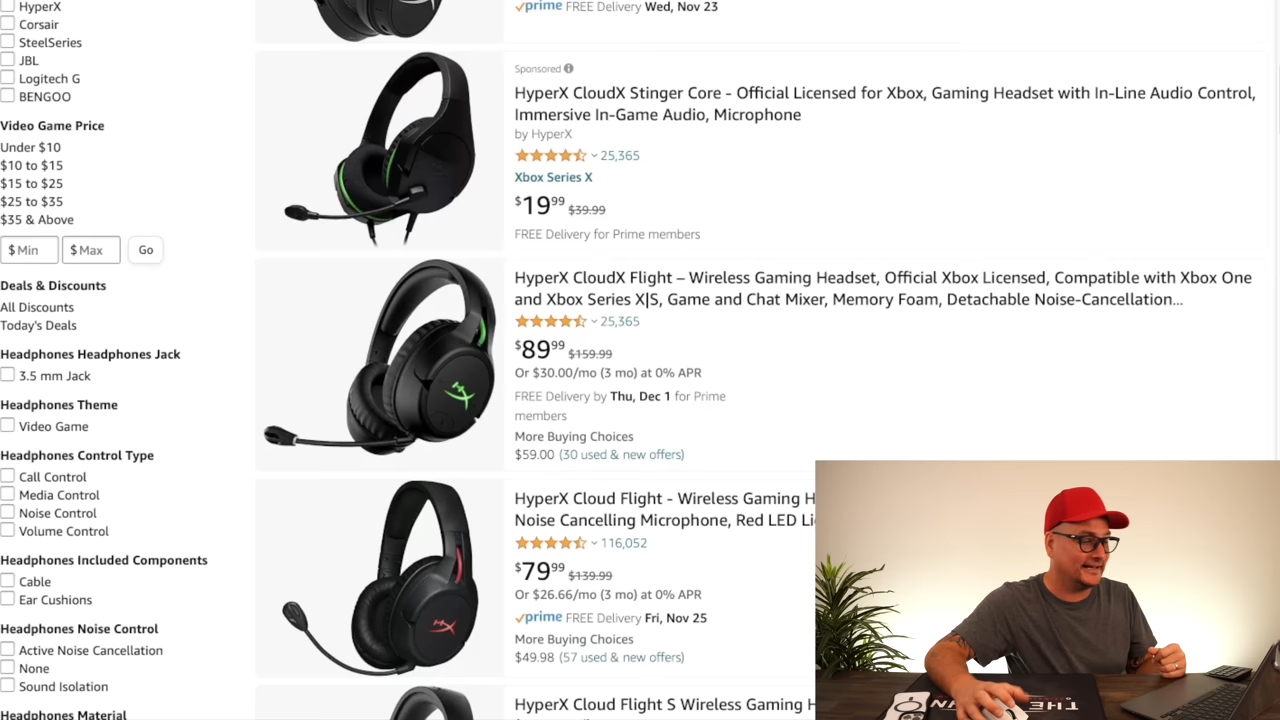 HyperX
Corsair
SteelSeries
JBL
Logitech G
BENGOO
Video Game Price
Under $10
$10 to $15
$15 to $25
$25 to $35
$35 & Above
$ Min $ Max Go
Deals & Discounts
All Discounts
Today's Deals
Headphones Headphones Jack
3.5 mm Jack
Headphones Theme
Video Game
Headphones Control Type
Call Control
Media Control
Noise Control
Volume Control
Headphones Included Components
Cable
Ear Cushions
Headphones Noise Control
Active Noise Cancellation
None
Sound Isolation
Headphones Material
prime FREE Delivery Wed, Nov 23
Sponsored
HyperX CloudX Stinger Core - Official Licensed for Xbox, Gaming Headset with In-Line Audio Control,
Immersive In-Game Audio, Microphone
by HyperX
25,365
Xbox Series X
$1999 $39.99
FREE Delivery for Prime members
HyperX CloudX Flight – Wireless Gaming Headset, Official Xbox Licensed, Compatible with Xbox One
and Xbox Series X|S, Game and Chat Mixer, Memory Foam, Detachable Noise-Cancellation...
25,365
$8999 $159.99
Or $30.00/mo (3 mo) at 0% APR
FREE Delivery by Thu, Dec 1 for Prime
members
More Buying Choices
$59.00 (30 used & new offers)
HyperX Cloud Flight - Wireless Gaming H
Noise Cancelling Microphone, Red LED Li
116,052
$7999 $139.99
Or $26.66/mo (3 mo) at 0% APR
prime FREE Delivery Fri, Nov 25
More Buying Choices
$49.98 (57 used & new offers)
HyperX Cloud Flight S Wireless Gaming H